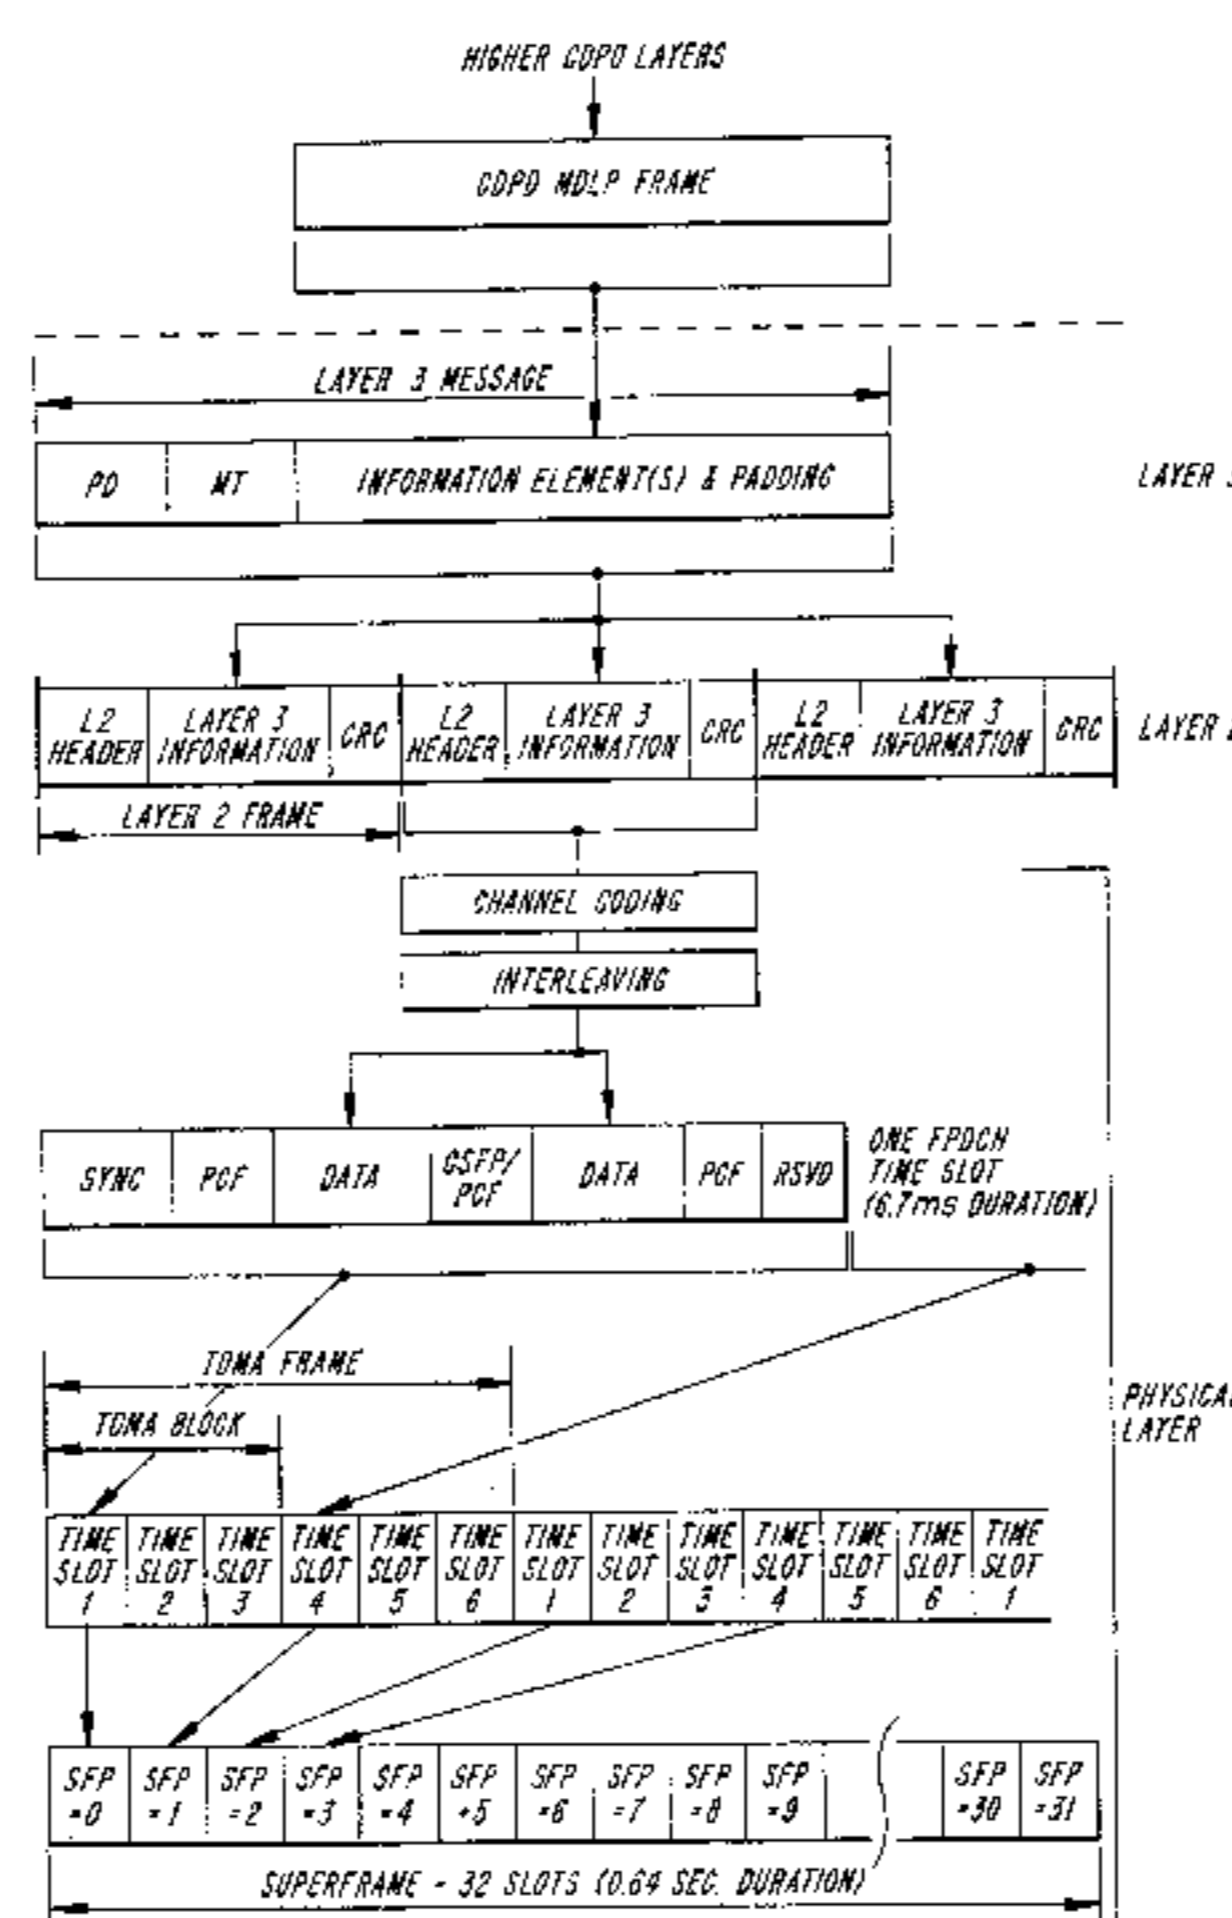 HIGHER CDPD LAYERS
CDPD MDLP FRAME
LAYER 3 MESSAGE
PD MT INFORMATION ELEMENT(S) & PADDING
LAYER
L2 HEADER
LAYER 3 INFORMATION
CRC
L2 HEADER
LAYER 3 INFORMATION
CRC
L2 HEADER
LAYER 3 INFORMATION
CRC
LAYER
LAYER 2 FRAME
CHANNEL CODING
INTERLEAVING
SYNC
PCF
DATA
CSFP/
PCF
DATA
PCF
RSVD
ONE FPDCH
TIME SLOT
(6.7ms DURATION)
TDMA FRAME
TDMA BLOCK
PHYSICAL
LAYER
TIME SLOT 1
TIME SLOT 2
TIME SLOT 3
TIME SLOT 4
TIME SLOT 5
TIME SLOT 6
TIME SLOT 1
TIME SLOT 2
TIME SLOT 3
TIME SLOT 4
TIME SLOT 5
TIME SLOT 6
TIME SLOT 1
SFP =0
SFP =1
SFP =2
SFP =3
SFP =4
SFP =5
SFP =6
SFP =7
SFP =8
SFP =9
SFP =30
SFP =31
SUPERFRAME - 32 SLOTS (0.64 SEC. DURATION)